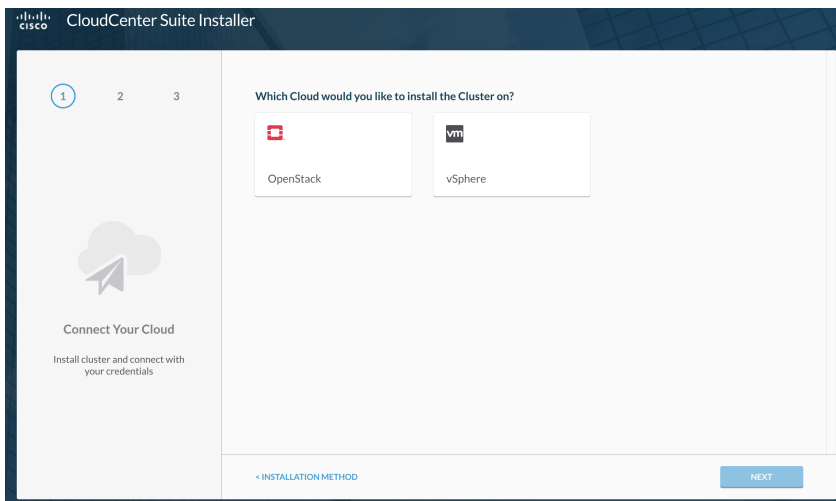 CISCO
CloudCenter Suite Installer
1 2 3
Connect Your Cloud
Install cluster and connect with
your credentials
Which Cloud would you like to install the Cluster on?
OpenStack
vm
vSphere
< INSTALLATION METHOD
NEXT